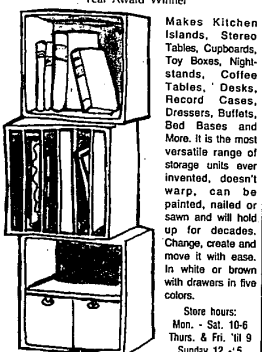 Year Award Winner
Makes Kitchen
Islands, Stereo
Tables, Cupboards,
Toy Boxes, Night-
stands, Coffee
Tables, Desks,
Record Cases,
Dressers, Buffets,
Bed Bases and
More. It is the most
versatile range of
storage units ever
invented, doesn't
warp, can be
painted, nailed or
sawn and will hold
up for decades.
Change, create and
move it with ease.
In white or brown
with drawers in five
colors.
Store hours:
Mon. - Sat. 10-6
Thurs. & Fri. 'til 9
Sunday 12 - 5